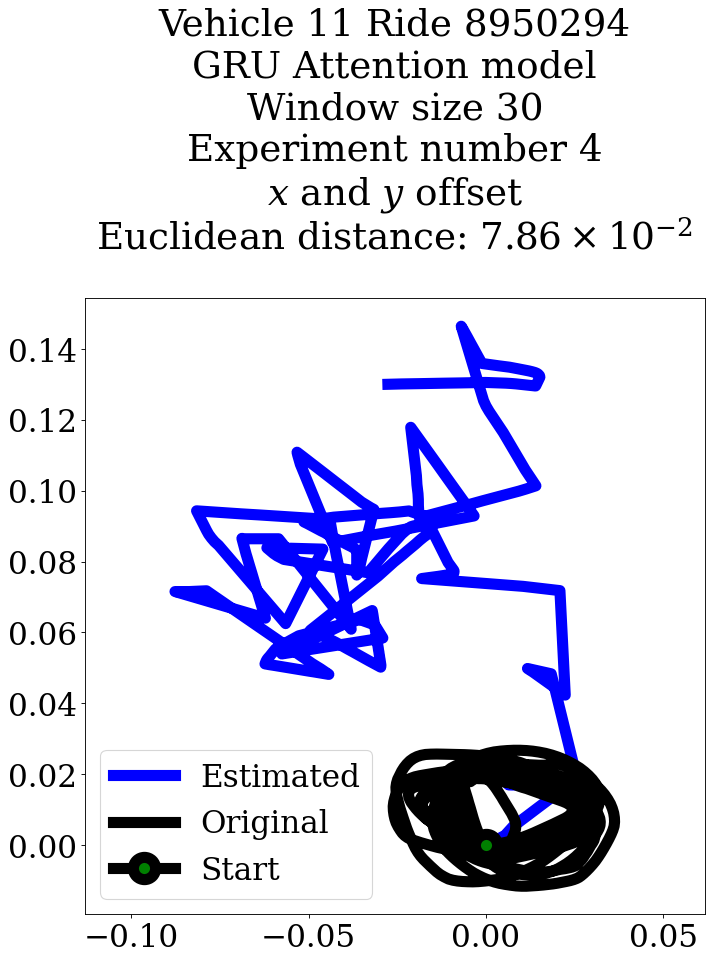 Vehicle 11 Ride 8950294
GRU Attention model
Window size 30
Experiment number 4
x and y offset
Euclidean distance: 7.86 × 10⁻²
0.14
0.12
0.10
0.08
0.06
0.04
0.02
0.00
Estimated
Original
Start
−0.10
−0.05
0.00
0.05